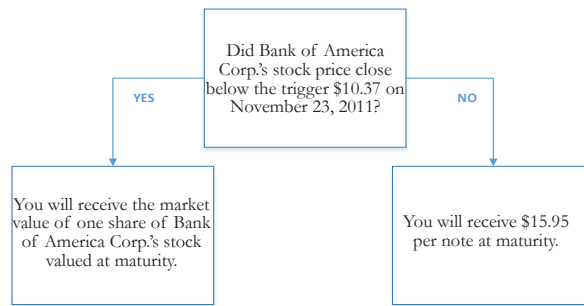 Did Bank of America
Corp.'s stock price close
below the trigger $10.37 on
November 23, 2011?
YES
NO
You will receive the market
value of one share of Bank
of America Corp.'s stock
valued at maturity.
You will receive $15.95
per note at maturity.